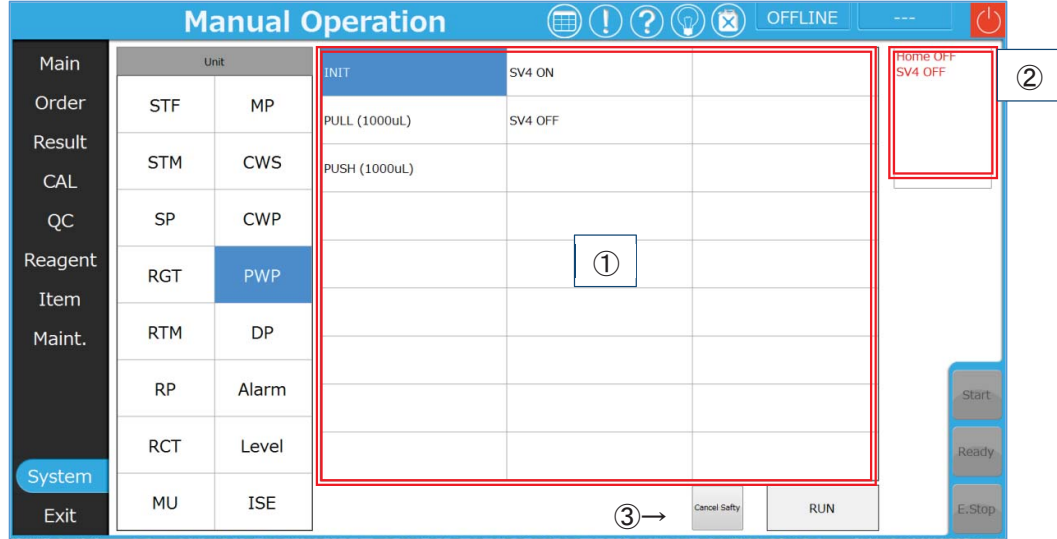 Manual Operation
OFFLINE
---
Main
Order
Result
CAL
QC
Reagent
Item
Maint.
System
Exit
Unit
STF MP
STM CWS
SP CWP
RGT PWP
RTM DP
RP Alarm
RCT Level
MU ISE
INIT SV4 ON
PULL (1000uL) SV4 OFF
PUSH (1000uL)
①
Home OFF
SV4 OFF
②
③→
Cancel Safty
RUN
Start
Ready
E.Stop